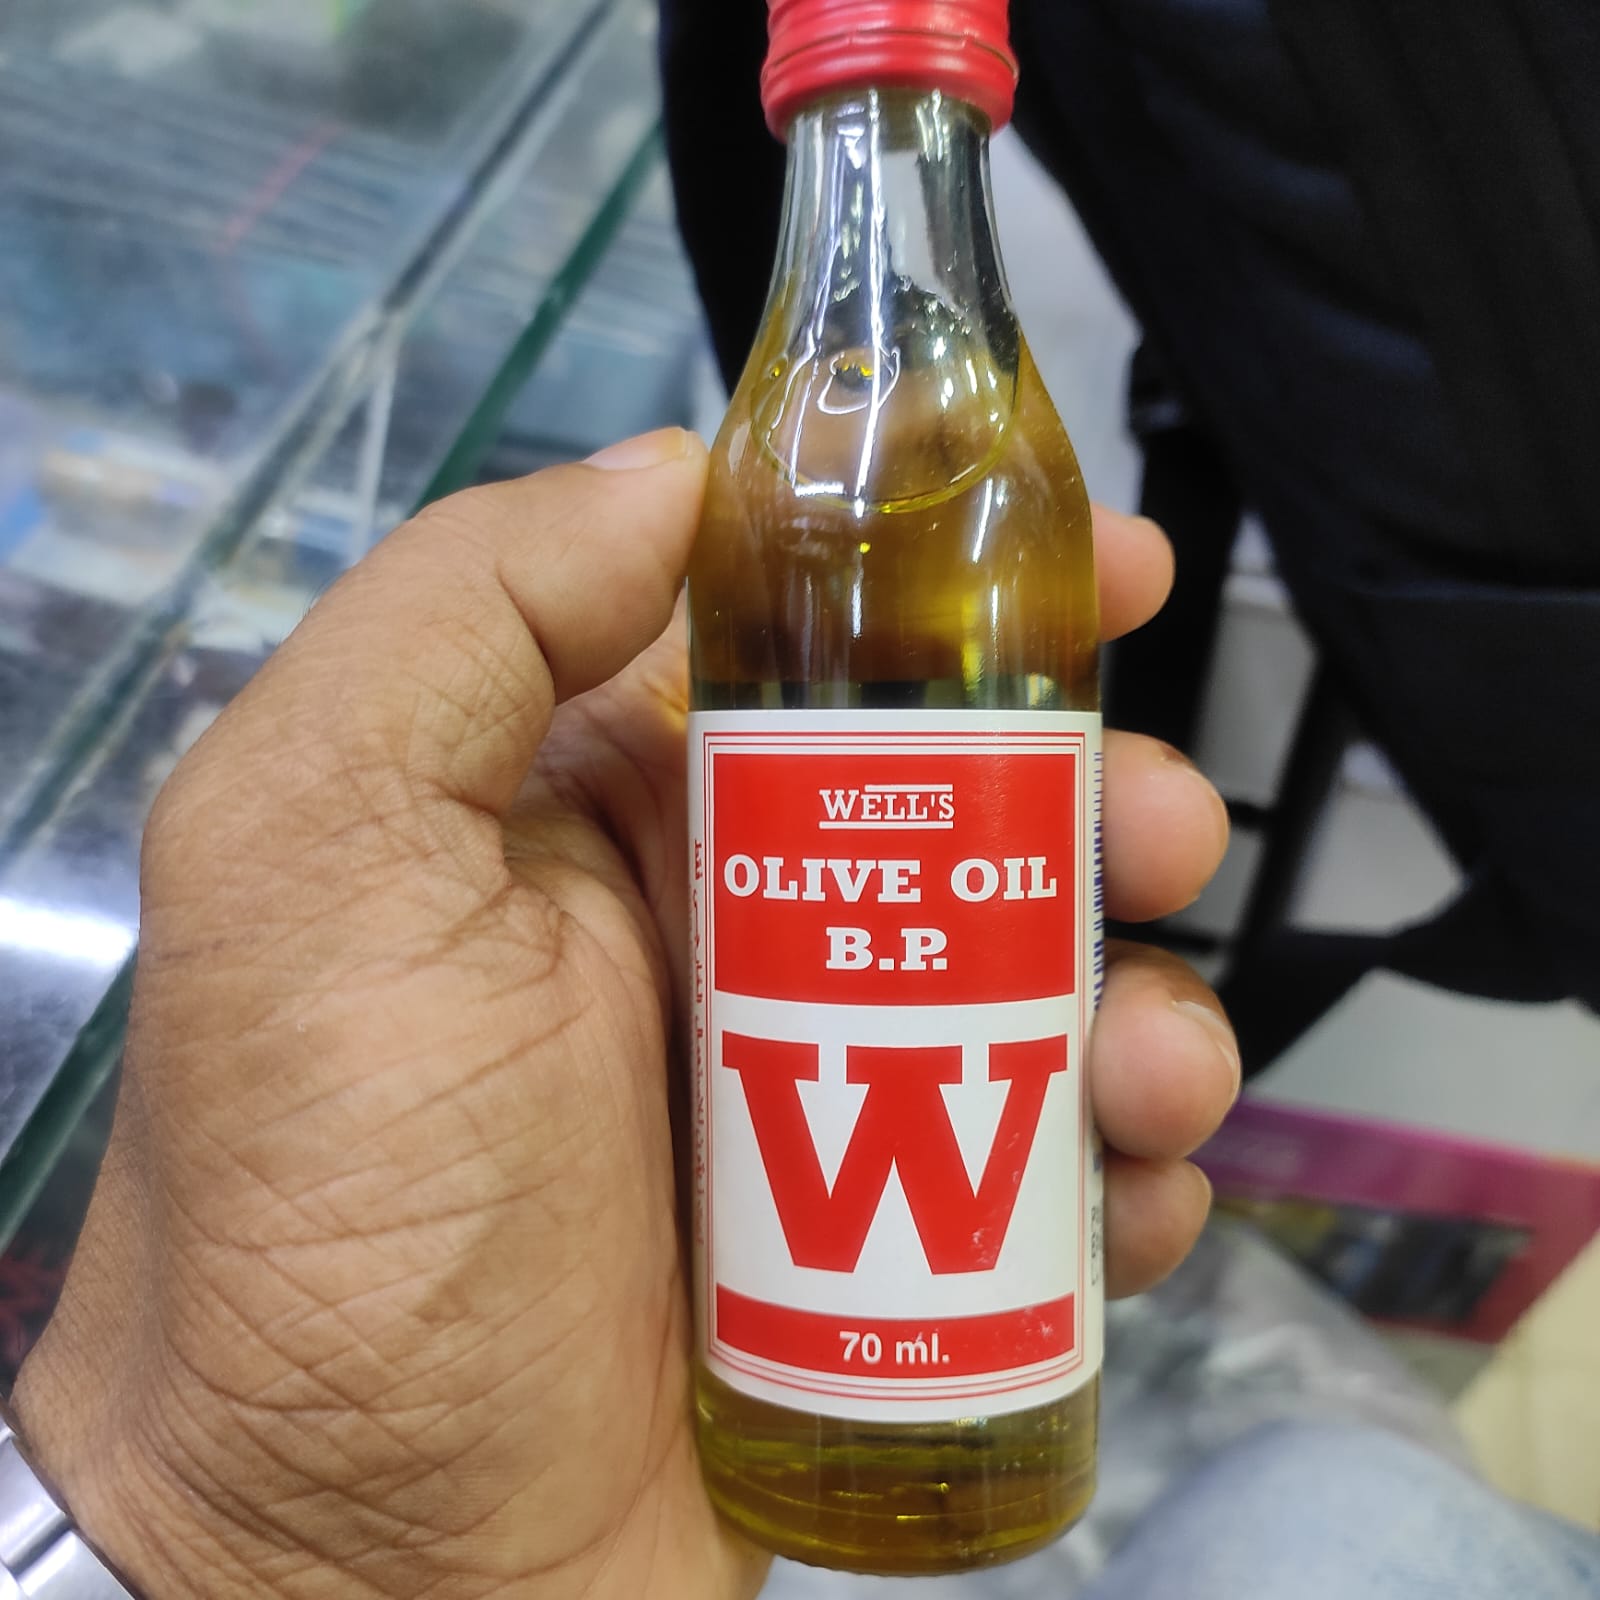 WELL'S
OLIVE OIL
B.P.
W
70 ml.